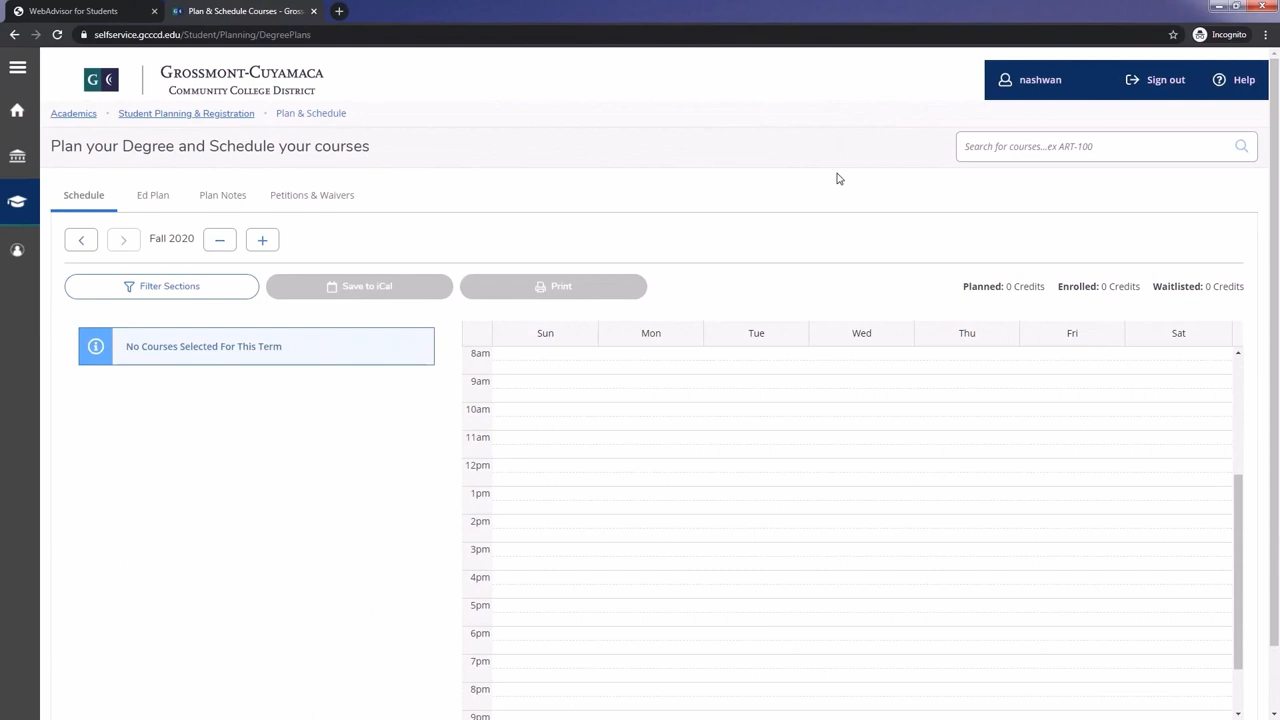 WebAdvisor for Students
Plan & Schedule Courses - Gross
selfservice.gcccd.edu/Student/Planning/DegreePlans
Incognito
G C
GROSSMONT-CUYAMACA
COMMUNITY COLLEGE DISTRICT
nashwan
Sign out
Help
Academics
Student Planning & Registration
Plan & Schedule
Plan your Degree and Schedule your courses
Search for courses...ex ART-100
Schedule
Ed Plan
Plan Notes
Petitions & Waivers
Fall 2020
Filter Sections
Save to iCal
Print
Planned: 0 Credits
Enrolled: 0 Credits
Waitlisted: 0 Credits
No Courses Selected For This Term
Sun Mon Tue Wed Thu Fri Sat
8am
9am
10am
11am
12pm
1pm
2pm
3pm
4pm
5pm
6pm
7pm
8pm
9pm